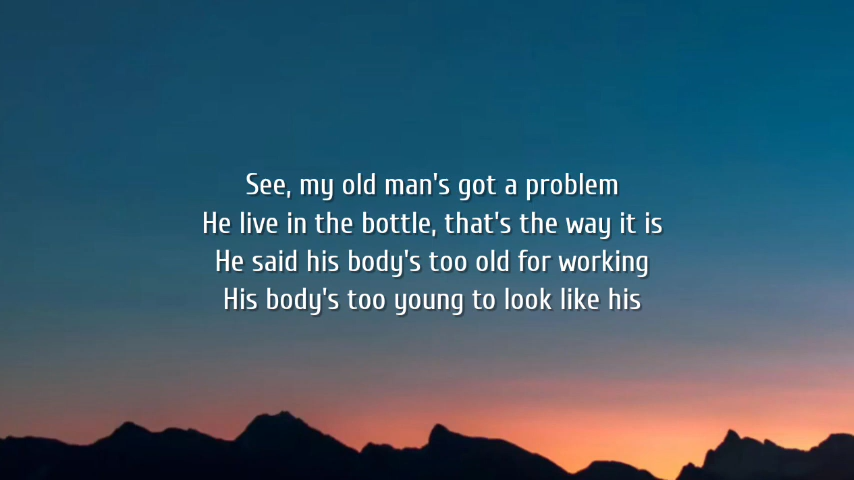 See, my old man's got a problem
He live in the bottle, that's the way it is
He said his body's too old for working
His body's too young to look like his